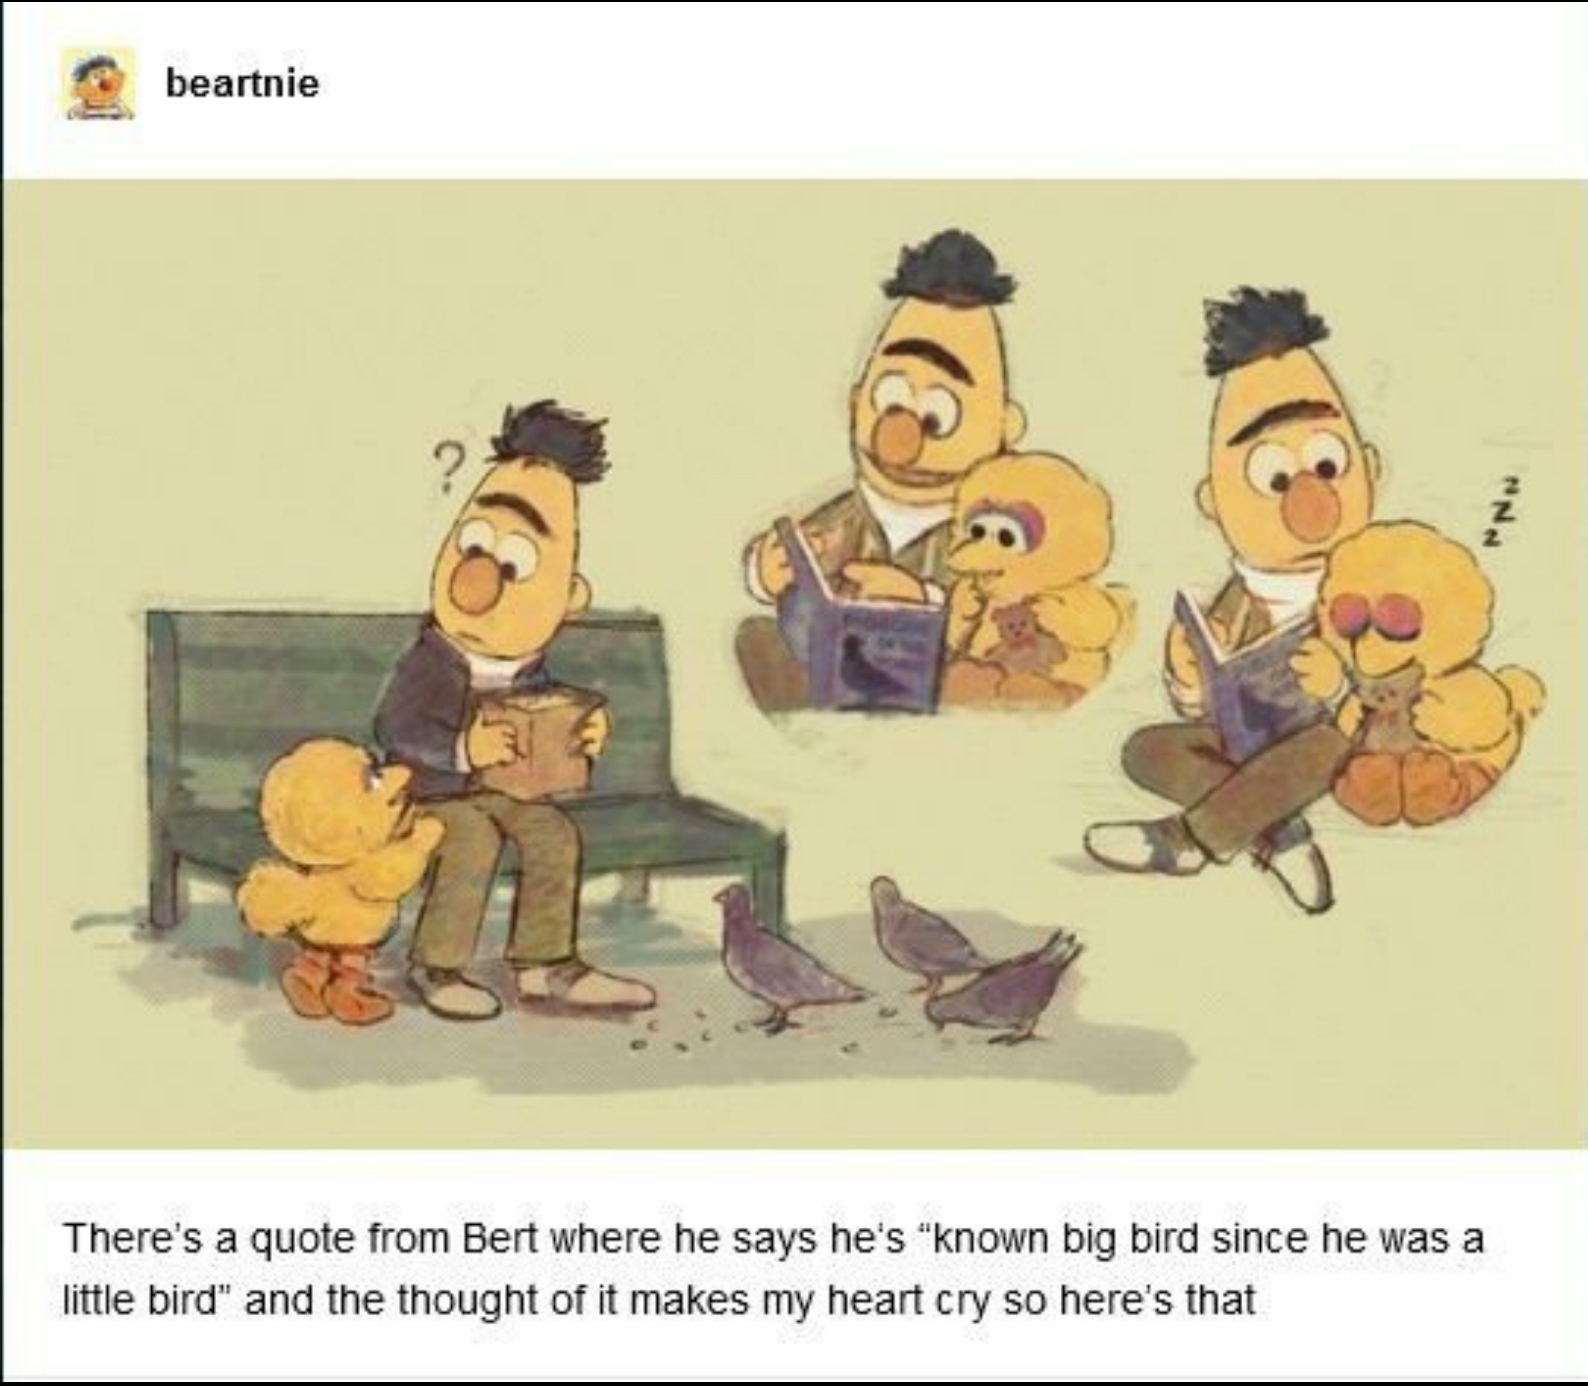 beartnie
?
z
z
z
There's a quote from Bert where he says he's “known big bird since he was a
little bird” and the thought of it makes my heart cry so here's that